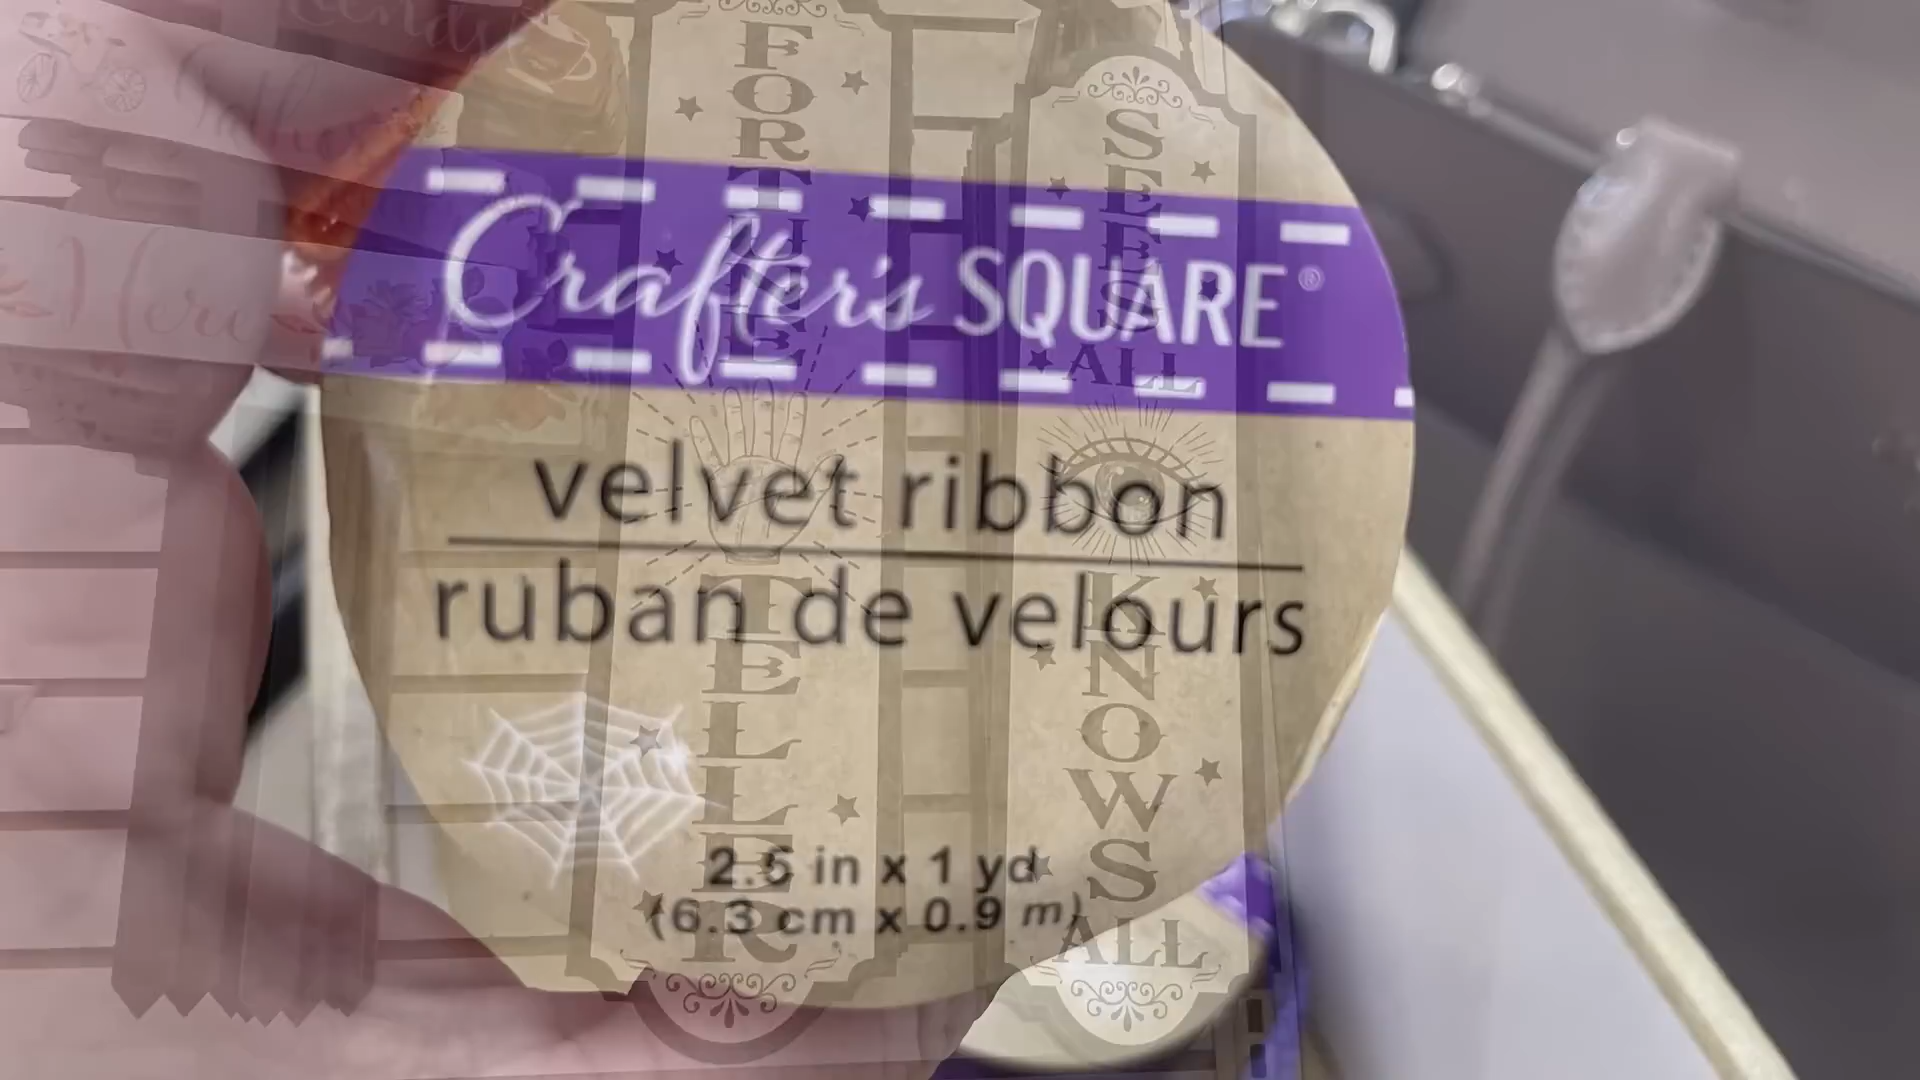 Crafter's SQUARE®
velvet ribbon
ruban de velours
2.5 in x 1 yd
(6.3 cm x 0.9 m)
FORTUNE
TELLER
SEES
ALL
KNOWS
ALL